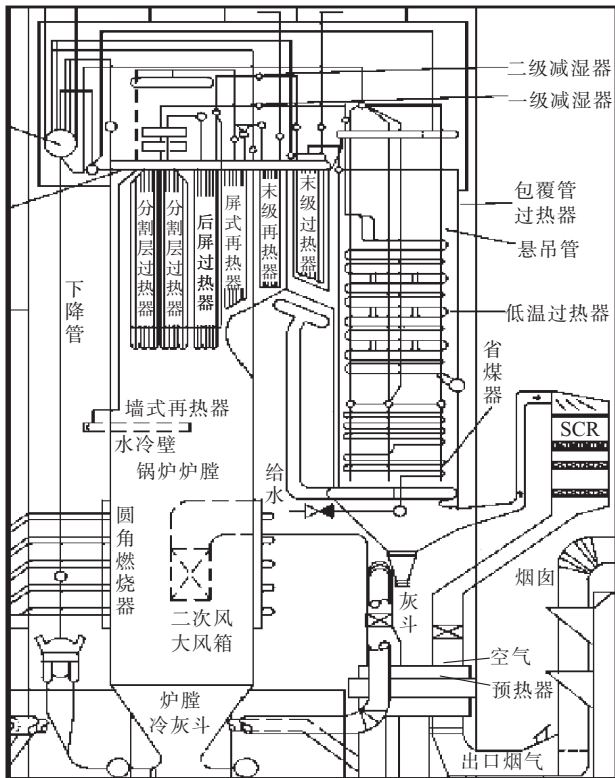 二级减湿器
一级减湿器
包覆管
过热器
悬吊管
分割层过热器
分割层过热器
后屏过热器
屏式再热器
末级再热器
末级过热器
下降管
低温过热器
省煤器
墙式再热器
水冷壁
锅炉炉膛
给水
SCR
圆角燃烧器
二次风
大风箱
灰斗
烟囱
空气
预热器
炉膛
冷灰斗
出口烟气